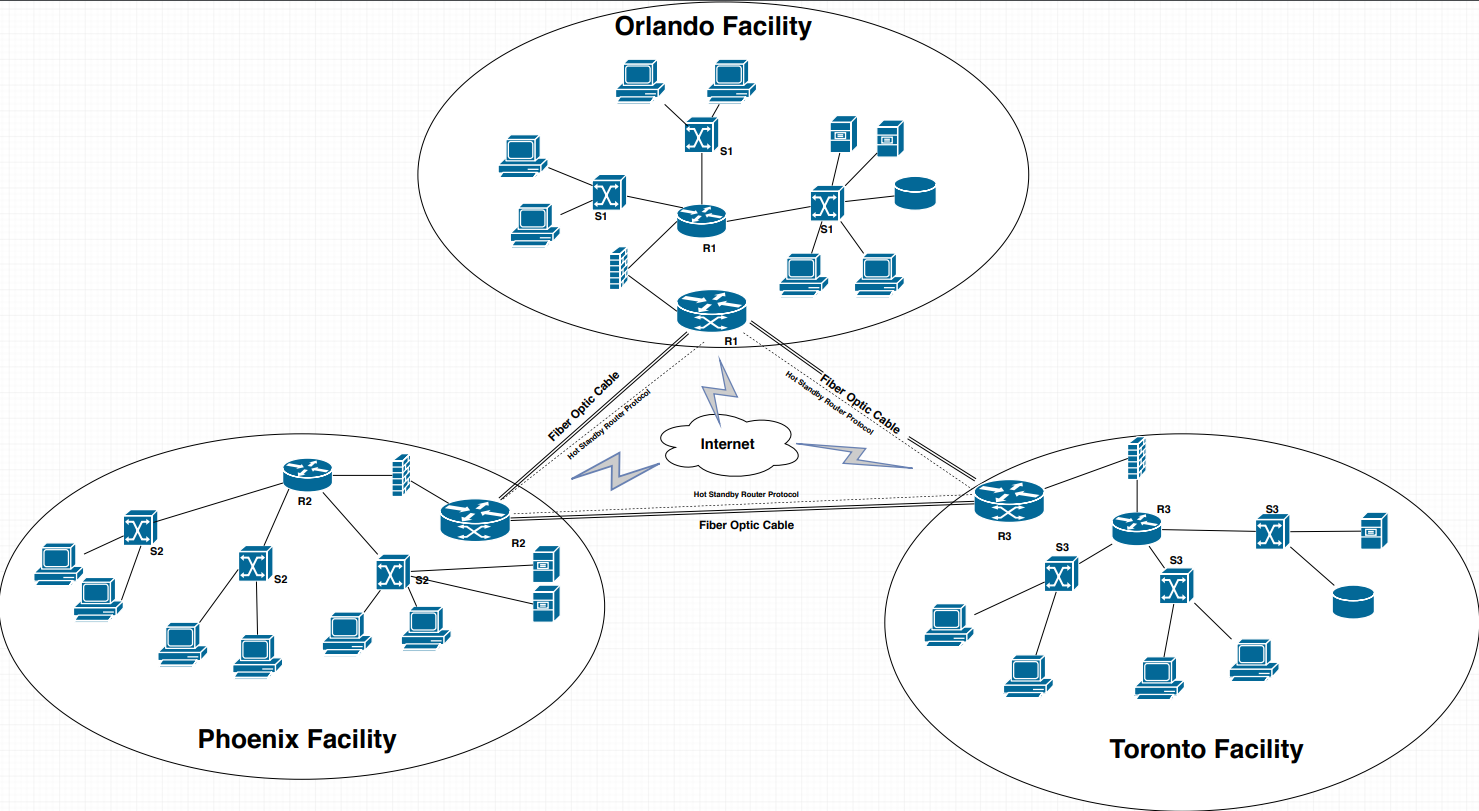 Orlando Facility
S1
S1
S1
R1
R1
Fiber Optic Cable
Hot Standby Router Protocol
Fiber Optic Cable
Hot Standby Router Protocol
Internet
Hot Standby Router Protocol
Fiber Optic Cable
R2
R2
S2
S2
S2
Phoenix Facility
R3
R3
S3
S3
S3
Toronto Facility